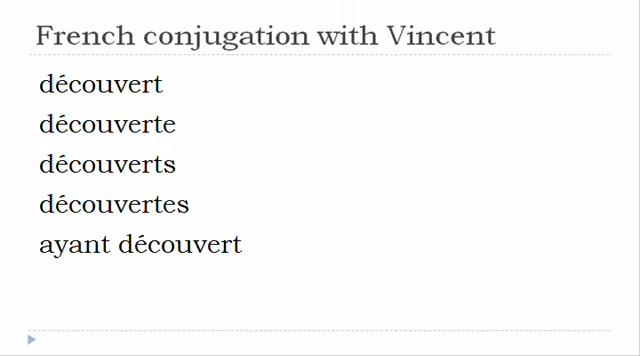 French conjugation with Vincent
découvert
découverte
découverts
découvertes
ayant découvert